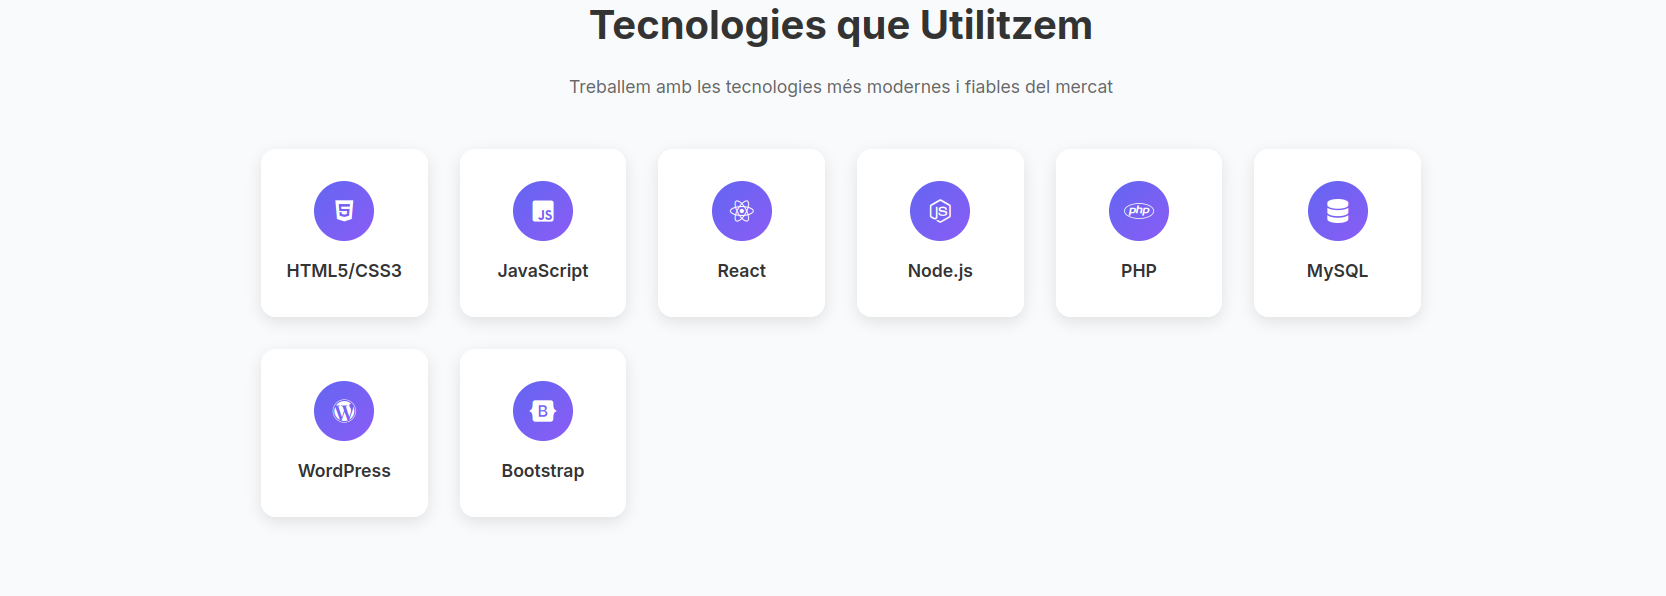 Tecnologies que Utilitzem
Treballem amb les tecnologies més modernes i fiables del mercat
5
JS
JS
php
HTML5/CSS3
JavaScript
React
Node.js
PHP
MySQL
W
B
WordPress
Bootstrap